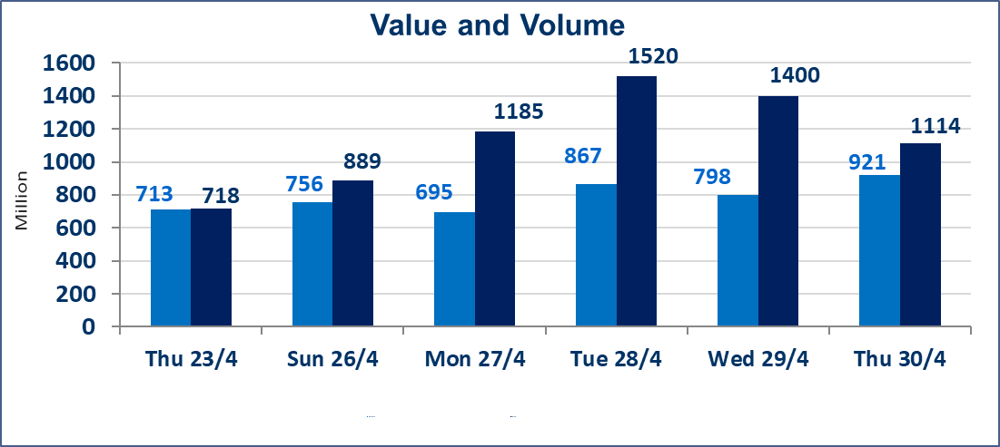 Value and Volume
1600
1400
1200
1000
800
600
400
200
0
Million
713
718
756
889
695
1185
867
1520
798
1400
921
1114
Thu 23/4
Sun 26/4
Mon 27/4
Tue 28/4
Wed 29/4
Thu 30/4